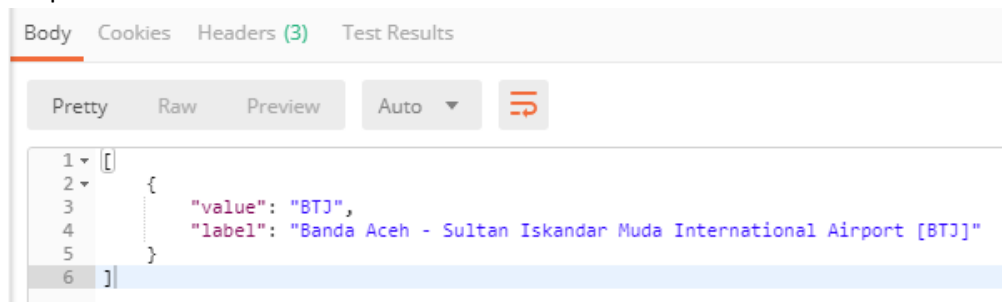 Body Cookies Headers (3) Test Results
Pretty Raw Preview Auto
1 [
2 {
3 "value": "BTJ",
4 "label": "Banda Aceh - Sultan Iskandar Muda International Airport [BTJ]"
5 }
6 ]